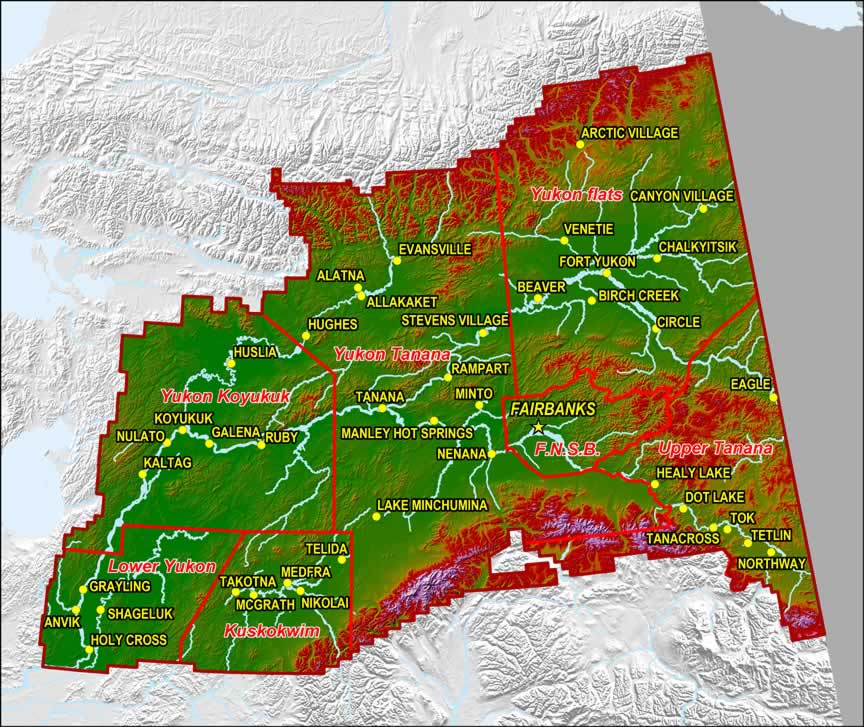 ARCTIC VILLAGE
Yukon flats
CANYON VILLAGE
VENETIE
EVANSVILLE
CHALKYITSIK
FORT YUKON
ALATNA
BEAVER
ALLAKAKET
BIRCH CREEK
HUGHES
STEVENS VILLAGE
CIRCLE
HUSLIA
Yukon Tanana
RAMPART
EAGLE
Yukon Koyukuk
TANANA
MINTO
FAIRBANKS
KOYUKUK
NULATO
GALENA
RUBY
MANLEY HOT SPRINGS
F.N.S.B.
Upper Tanana
NENANA
KALTAG
HEALY LAKE
LAKE MINCHUMINA
DOT LAKE
TOK
TANACROSS
TETLIN
TELIDA
NORTHWAY
Lower Yukon
MEDFRA
TAKOTNA
GRAYLING
MCGRATH
NIKOLAI
SHAGELUK
ANVIK
Kuskokwim
HOLY CROSS